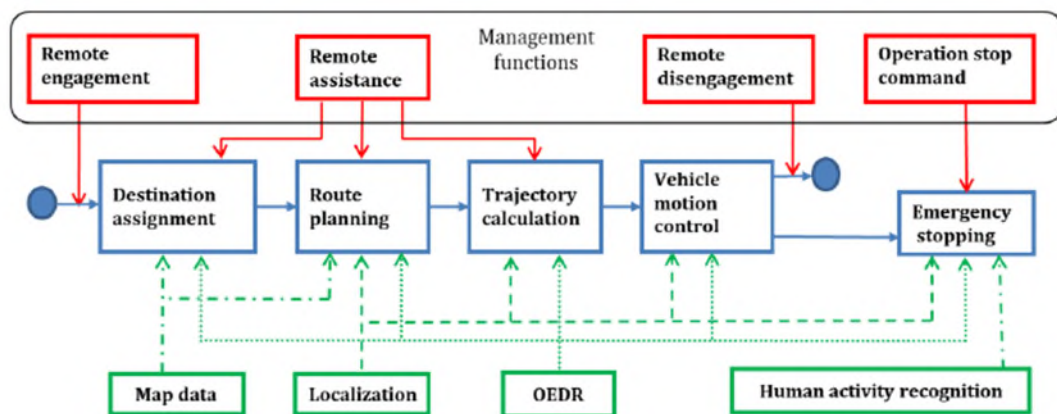 Management
functions
Remote
engagement
Remote
assistance
Remote
disengagement
Operation stop
command
Destination
assignment
Route
planning
Trajectory
calculation
Vehicle
motion
control
Emergency
stopping
Map data
Localization
OEDR
Human activity recognition